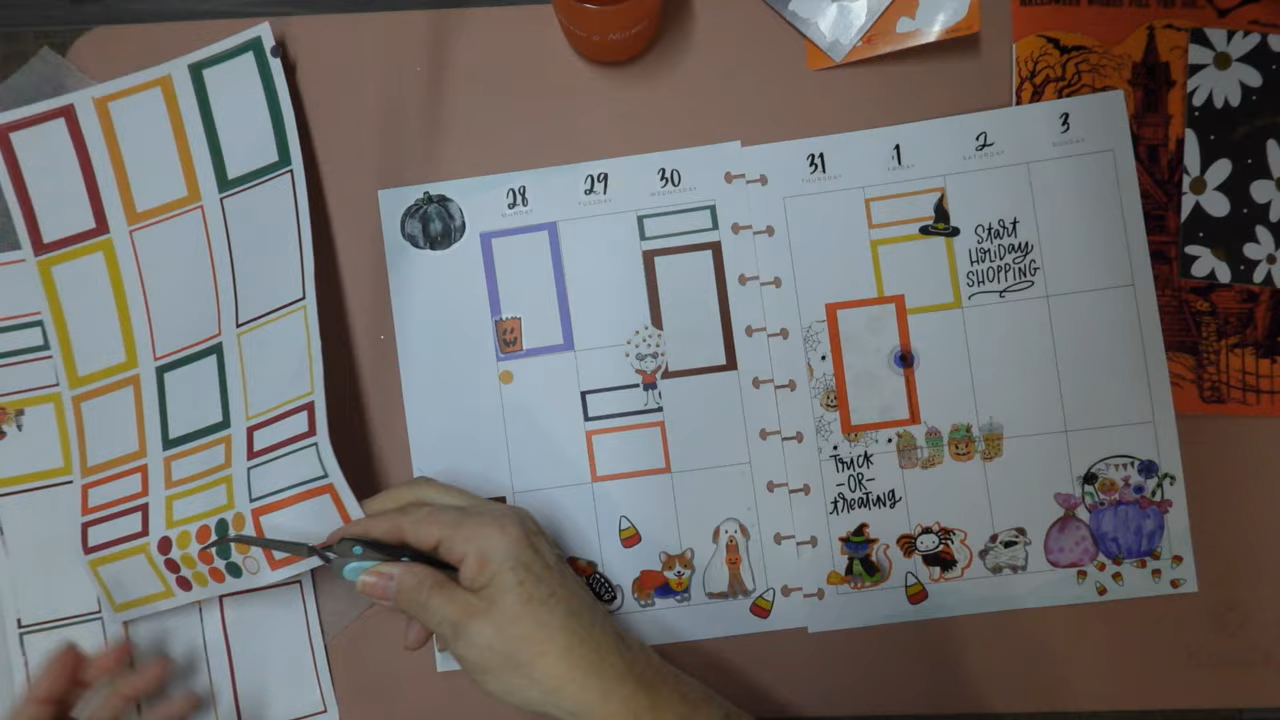 28
MONDAY
29
TUESDAY
30
WEDNESDAY
31
THURSDAY
1
FRIDAY
2
SATURDAY
3
SUNDAY
Start
HOLIDAY
SHOPPING
TRICK
-OR-
treating